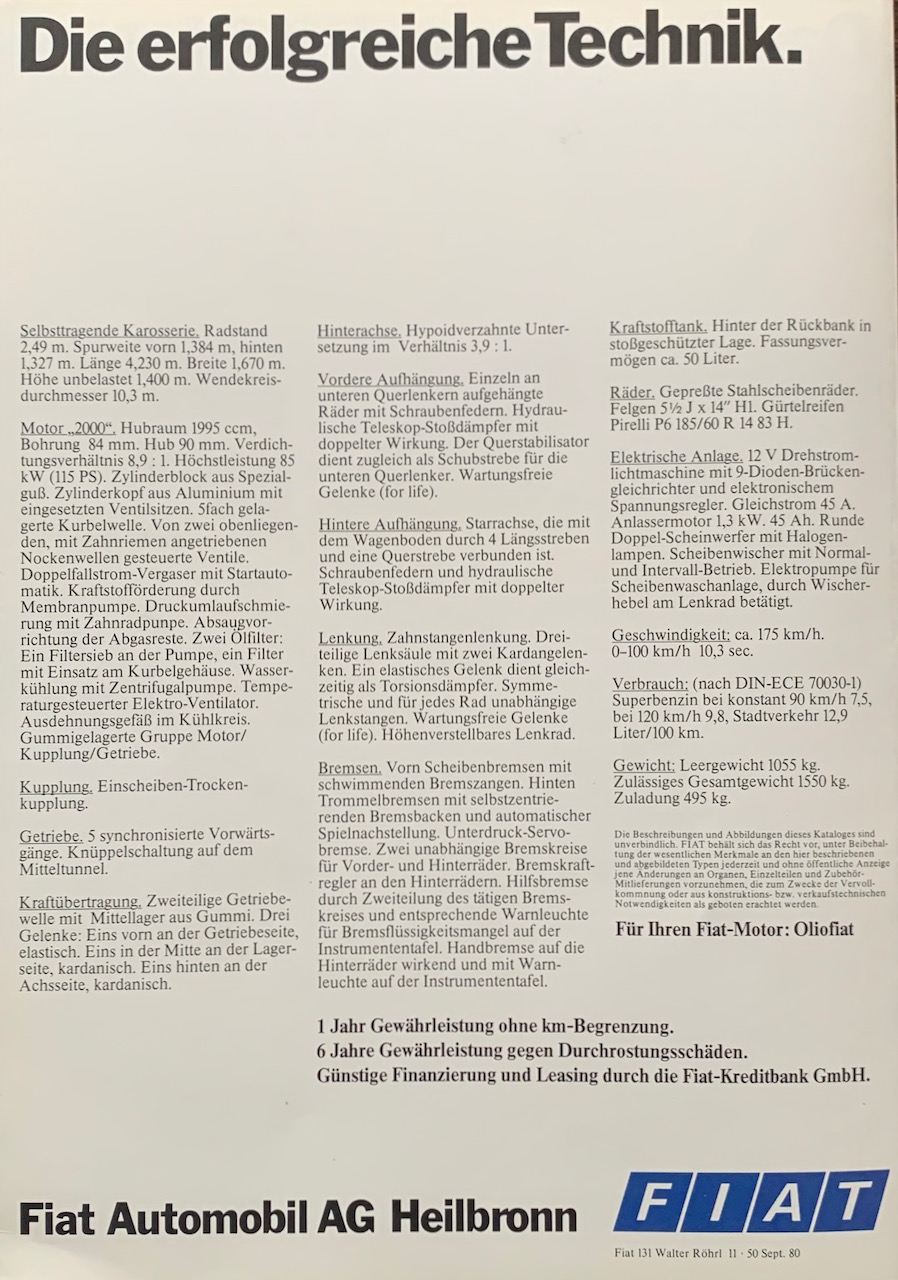 Die erfolgreiche Technik.
Selbsttragende Karosserie. Radstand
2,49 m. Spurweite vorn 1,384 m, hinten
1,327 m. Länge 4,230 m. Breite 1,670 m.
Höhe unbelastet 1,400 m. Wendekreis-
durchmesser 10,3 m.
Motor „2000“. Hubraum 1995 ccm,
Bohrung 84 mm. Hub 90 mm. Verdich-
tungsverhältnis 8,9 : 1. Höchstleistung 85
kW (115 PS). Zylinderblock aus Spezial-
guß. Zylinderkopf aus Aluminium mit
eingesetzten Ventilsitzen. 5fach gela-
gerte Kurbelwelle. Von zwei obenliegen-
den, mit Zahnriemen angetriebenen
Nockenwellen gesteuerte Ventile.
Doppelfallstrom-Vergaser mit Startauto-
matik. Kraftstofförderung durch
Membranpumpe. Druckumlaufschmie-
rung mit Zahnradpunpe. Absaugvor-
richtung der Abgasreste. Zwei Ölfilter:
Ein Filtersieb an der Pumpe, ein Filter
mit Einsatz am Kurbelgehäuse. Wasser-
kühlung mit Zentrifugalpumpe. Tempe-
raturgesteuerter Elektro-Ventilator.
Ausdehnungsgefäß im Kühlkreis.
Gummigelagerte Gruppe Motor/
Kupplung/Getriebe.
Kupplung. Einscheiben-Trocken-
kupplung.
Getriebe. 5 synchronisierte Vorwärts-
gänge. Knüppelschaltung auf dem
Mitteltunnel.
Kraftübertragung. Zweiteilige Getriebe-
welle mit Mittellager aus Gummi. Drei
Gelenke: Eins vorn an der Getriebeseite,
elastisch. Eins in der Mitte an der Lager-
seite, kardanisch. Eins hinten an der
Achsseite, kardanisch.
Hinterachse. Hypoidverzahnte Unter-
setzung im Verhältnis 3,9 : 1.
Vordere Aufhängung. Einzeln an
unteren Querlenkern aufgehängte
Räder mit Schraubenfedern. Hydrau-
lische Teleskop-Stoßdämpfer mit
doppelter Wirkung. Der Querstabilisator
dient zugleich als Schubstrebe für die
unteren Querlenker. Wartungsfreie
Gelenke (for life).
Hintere Aufhängung. Starrachse, die mit
dem Wagenboden durch 4 Längsstreben
und eine Querstrebe verbunden ist.
Schraubenfedern und hydraulische
Teleskop-Stoßdämpfer mit doppelter
Wirkung.
Lenkung. Zahnstangenlenkung. Drei-
teilige Lenksäule mit zwei Kardangelen-
ken. Ein elastisches Gelenk dient gleich-
zeitig als Torsionsdämpfer. Symme-
trische und für jedes Rad unabhängige
Lenkstangen. Wartungsfreie Gelenke
(for life). Höhenverstellbares Lenkrad.
Bremsen. Vorn Scheibenbremsen mit
schwimmenden Bremszangen. Hinten
Trommelbremsen mit selbstzentrie-
renden Bremsbacken und automatischer
Spielnachstellung. Unterdruck-Servo-
bremse. Zwei unabhängige Bremskreise
für Vorder- und Hinterräder. Bremskraft-
regler an den Hinterrädern. Hilfsbremse
durch Zweiteilung des tätigen Brems-
kreises und entsprechende Warnleuchte
für Bremsflüssigkeitsmangel auf der
Instrumententafel. Handbremse auf die
Hinterräder wirkend und mit Warn-
leuchte auf der Instrumententafel.
Kraftstofftank. Hinter der Rückbank in
stoßgeschützter Lage. Fassungsver-
mögen ca. 50 Liter.
Räder. Gepreßte Stahlscheibenräder.
Felgen 5½ J x 14″ H1. Gürtelreifen
Pirelli P6 185/60 R 14 83 H.
Elektrische Anlage. 12 V Drehstrom-
lichtmaschine mit 9-Dioden-Brücken-
gleichrichter und elektronischem
Spannungsregler. Gleichstrom 45 A.
Anlassermotor 1,3 kW. 45 Ah. Runde
Doppel-Scheinwerfer mit Halogen-
lampen. Scheibenwischer mit Normal-
und Intervall-Betrieb. Elektropumpe für
Scheibenwaschanlage, durch Wischer-
hebel am Lenkrad betätigt.
Geschwindigkeit: ca. 175 km/h.
0–100 km/h 10,3 sec.
Verbrauch: (nach DIN-ECE 70030-1)
Superbenzin bei konstant 90 km/h 7,5,
bei 120 km/h 9,8, Stadtverkehr 12,9
Liter/100 km.
Gewicht: Leergewicht 1055 kg.
Zulässiges Gesamtgewicht 1550 kg.
Zuladung 495 kg.
Die Beschreibungen und Abbildungen dieses Kataloges sind
unverbindlich. FIAT behält sich das Recht vor, unter Beibehal-
tung der wesentlichen Merkmale an den hier beschriebenen
und abgebildeten Typen jederzeit und ohne öffentliche Anzeige
jene Änderungen an Organen, Einzelteilen und Zubehör-
Mitlieferungen vorzunehmen, die zum Zwecke der Vervoll-
kommnung oder aus konstruktions- bzw. verkaufstechnischen
Notwendigkeiten als geboten erachtet werden.
Für Ihren Fiat-Motor: Oliofiat
1 Jahr Gewährleistung ohne km-Begrenzung.
6 Jahre Gewährleistung gegen Durchrostungsschäden.
Günstige Finanzierung und Leasing durch die Fiat-Kreditbank GmbH.
Fiat Automobil AG Heilbronn
FIAT
Fiat 131 Walter Röhrl 11 · 50 Sept. 80